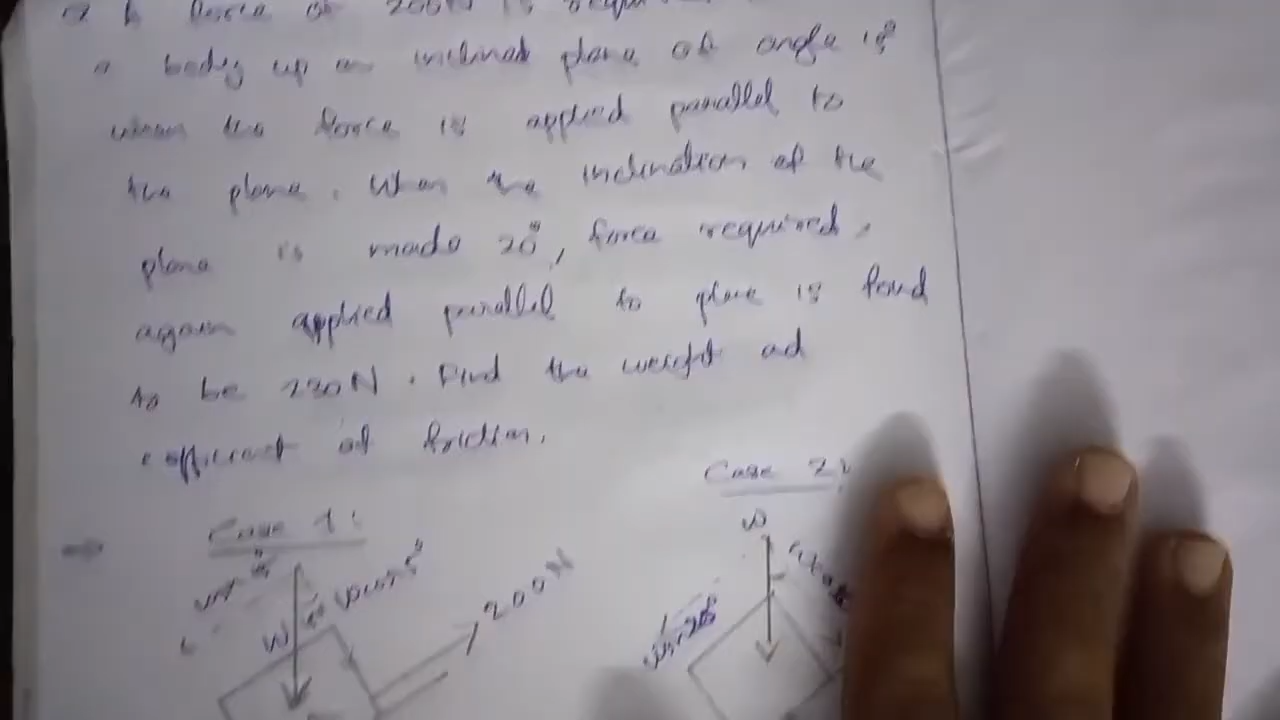 a body up an inclined plane of angle 15°
when the force is applied parallel to
the plane. When the inclination of the
plane is made 20°, force required,
again applied parallel to plane is found
to be 230N. Find the weight ad
coefficient of friction.
Case 1:
Case 2:
W
200N
W